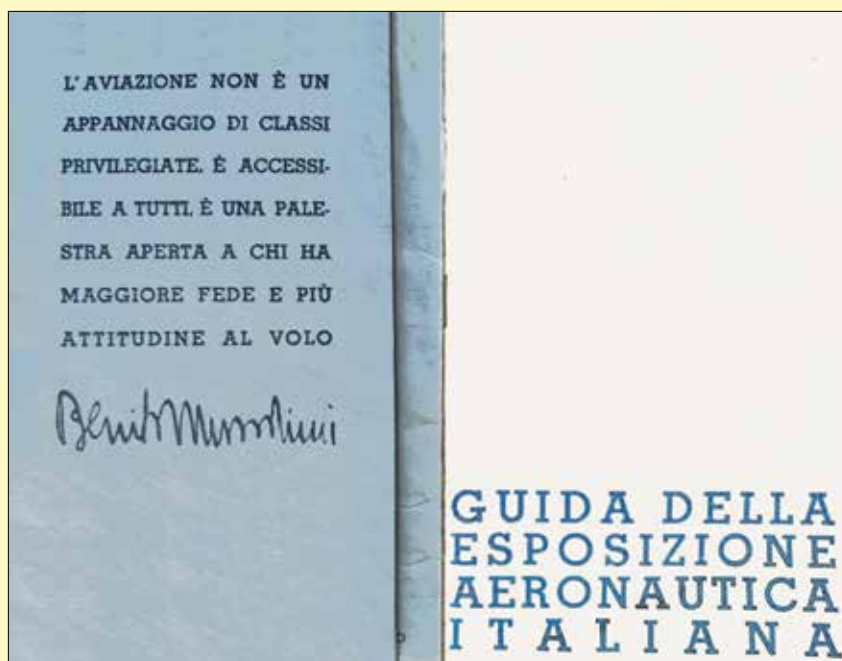 L'AVIAZIONE NON È UN
APPANNAGGIO DI CLASSI
PRIVILEGIATE. È ACCESSI-
BILE A TUTTI. È UNA PALE-
STRA APERTA A CHI HA
MAGGIORE FEDE E PIÙ
ATTITUDINE AL VOLO
Benito Mussolini
GUIDA DELLA
ESPOSIZIONE
AERONAUTICA
ITALIANA